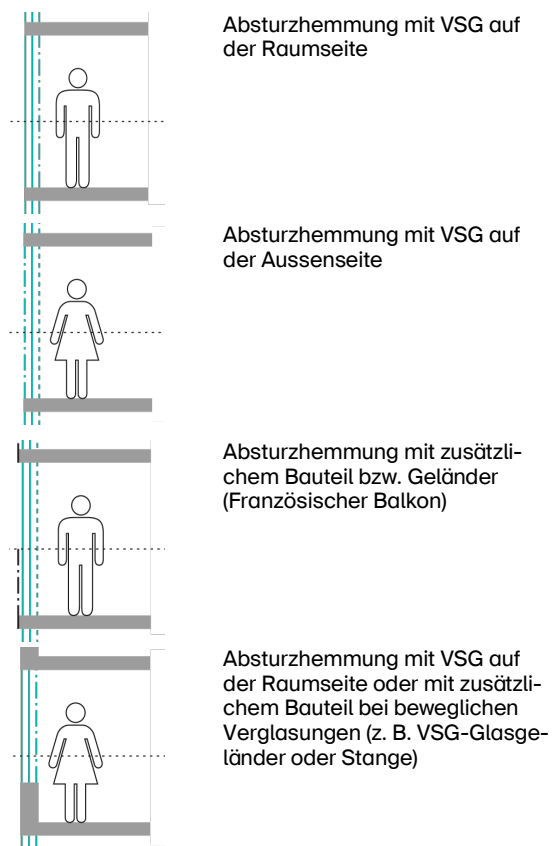 Absturzhemmung mit VSG auf
der Raumseite
Absturzhemmung mit VSG auf
der Aussenseite
Absturzhemmung mit zusätzli-
chem Bauteil bzw. Geländer
(Französischer Balkon)
Absturzhemmung mit VSG auf
der Raumseite oder mit zusätzli-
chem Bauteil bei beweglichen
Verglasungen (z. B. VSG-Glasge-
länder oder Stange)